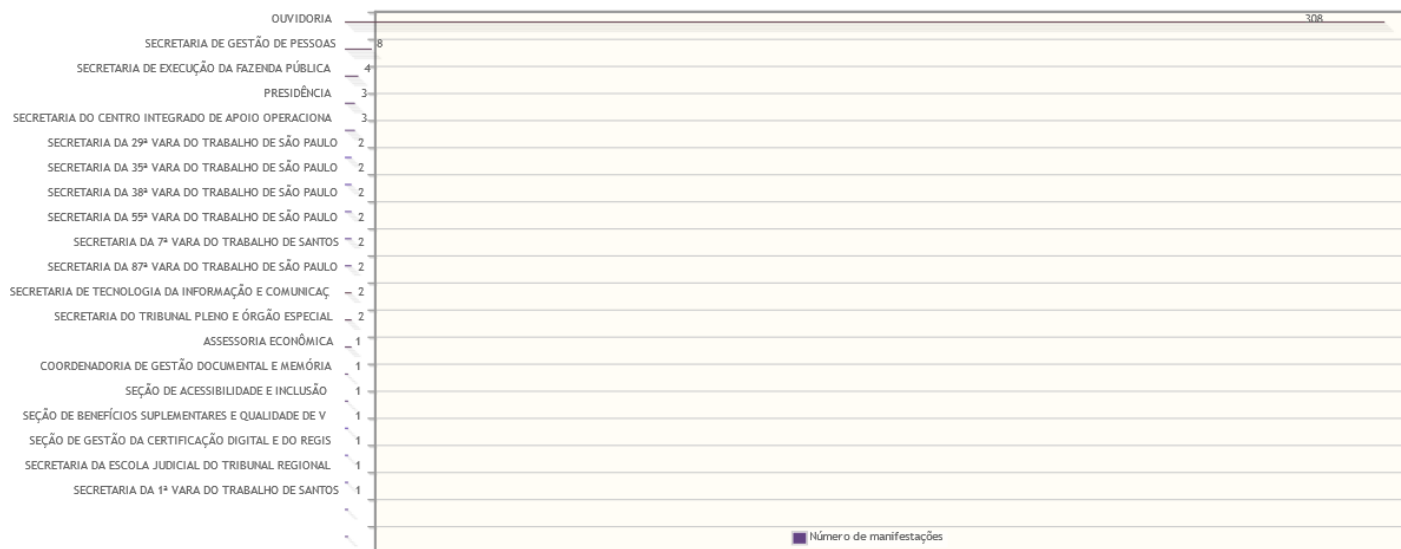 OUVIDORIA 308
SECRETARIA DE GESTÃO DE PESSOAS 8
SECRETARIA DE EXECUÇÃO DA FAZENDA PÚBLICA 4
PRESIDÊNCIA 3
SECRETARIA DO CENTRO INTEGRADO DE APOIO OPERACIONA 3
SECRETARIA DA 29ª VARA DO TRABALHO DE SÃO PAULO 2
SECRETARIA DA 35ª VARA DO TRABALHO DE SÃO PAULO 2
SECRETARIA DA 38ª VARA DO TRABALHO DE SÃO PAULO 2
SECRETARIA DA 55ª VARA DO TRABALHO DE SÃO PAULO 2
SECRETARIA DA 7ª VARA DO TRABALHO DE SANTOS 2
SECRETARIA DA 87ª VARA DO TRABALHO DE SÃO PAULO 2
SECRETARIA DE TECNOLOGIA DA INFORMAÇÃO E COMUNICAÇ 2
SECRETARIA DO TRIBUNAL PLENO E ÓRGÃO ESPECIAL 2
ASSESSORIA ECONÔMICA 1
COORDENADORIA DE GESTÃO DOCUMENTAL E MEMÓRIA 1
SEÇÃO DE ACESSIBILIDADE E INCLUSÃO 1
SEÇÃO DE BENEFÍCIOS SUPLEMENTARES E QUALIDADE DE V 1
SEÇÃO DE GESTÃO DA CERTIFICAÇÃO DIGITAL E DO REGIS 1
SECRETARIA DA ESCOLA JUDICIAL DO TRIBUNAL REGIONAL 1
SECRETARIA DA 1ª VARA DO TRABALHO DE SANTOS 1
Número de manifestações